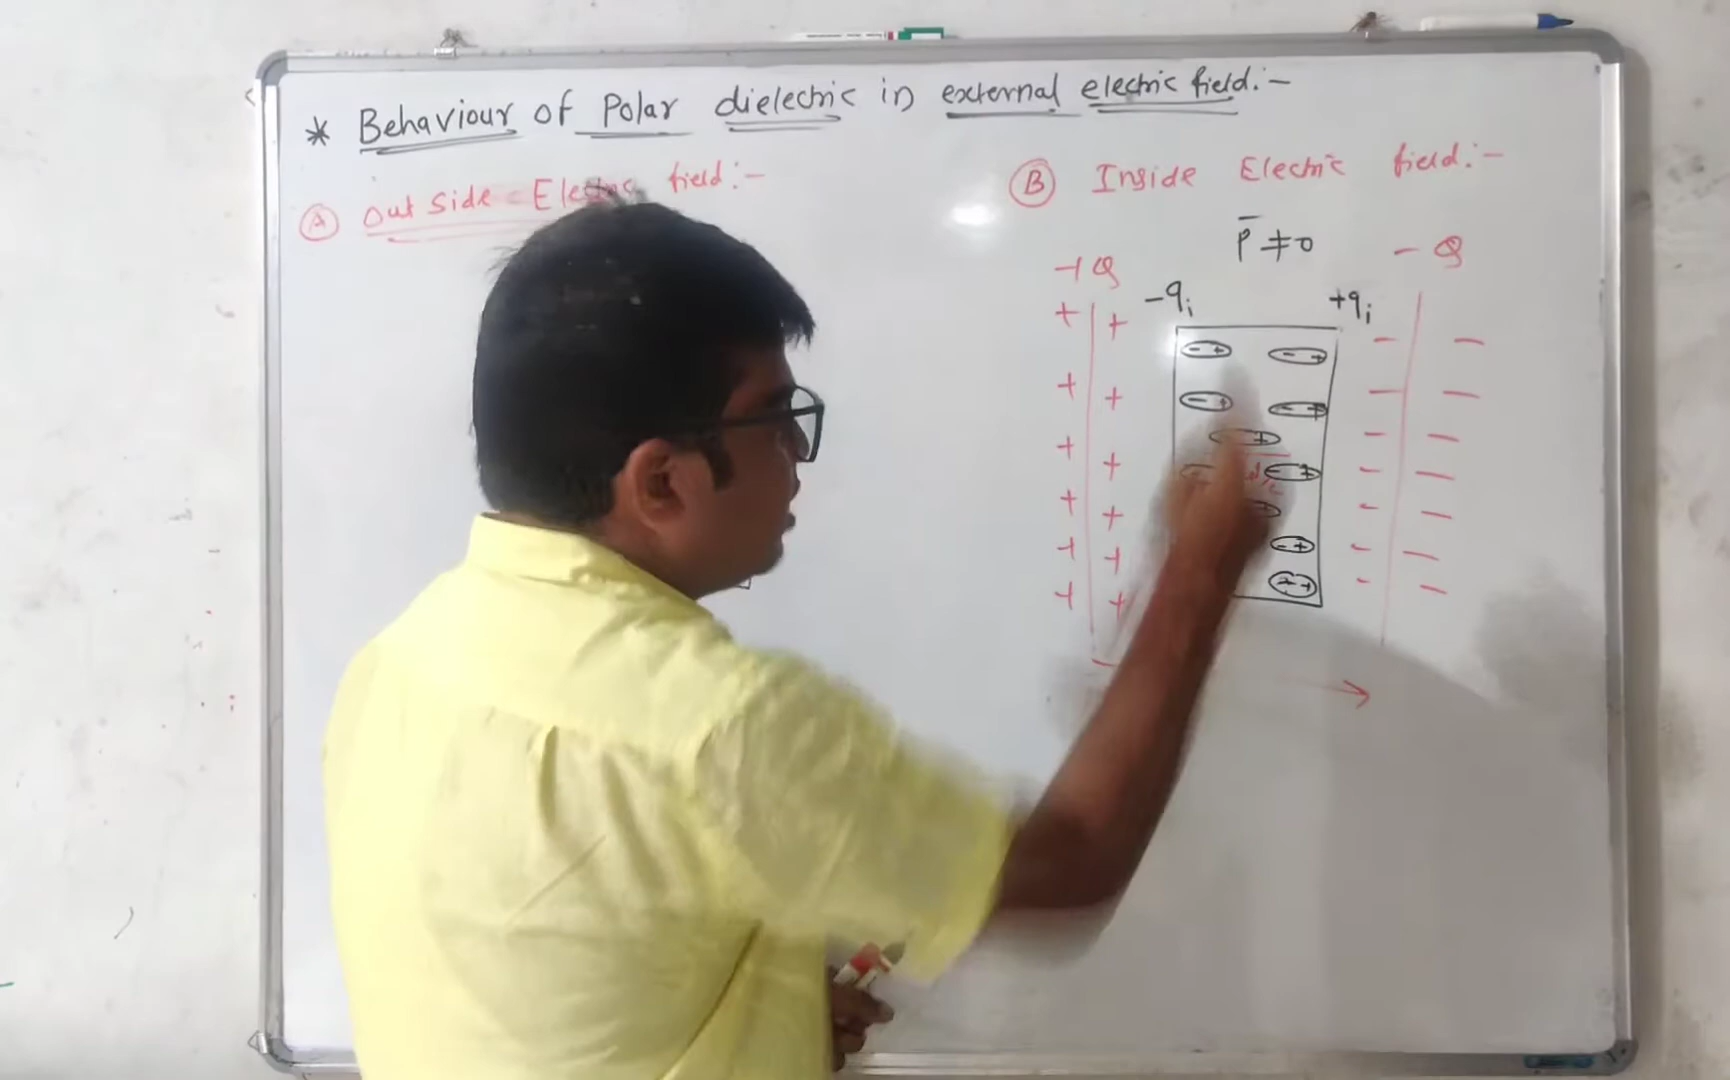 * Behaviour of Polar dielectric in external electric field:-
A Out side Electric field:-
B Inside Electric field:-
P ≠ 0
+Q
- Q
-qi
+qi